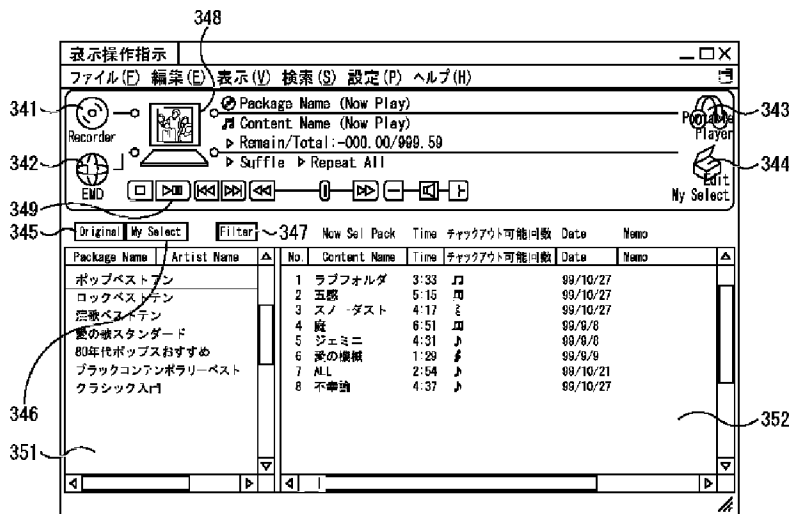 348
表示操作指示
ファイル(F) 編集(E) 表示(V) 検索(S) 設定(P) ヘルプ(H)
341
Recorder
Package Name (Now Play)
Content Name (Now Play)
Remain/Total:-000.00/999.59
Suffle Repeat All
343
Portable Player
342
EMD
344
Edit
My Select
349
345
Original My Select Filter 347 Now Sel Pack Time チャックアウト可能回数 Date Memo
Package Name Artist Name No. Content Name Time チャックアウト可能回数 Date Memo
ポップベストテン
ロックベストテン
演歌ベストテン
愛の歌スタンダード
80年代ポップスおすすめ
ブラックコンテンポラリーベスト
クラシック入門
1 ラブフォルダ 3:33 99/10/27
2 五感 5:15 99/10/27
3 スノーダスト 4:17 99/10/27
4 庭 6:51 99/9/8
5 ジェミニ 4:31 99/9/8
6 愛の機械 1:29 99/9/9
7 ALL 2:54 99/10/21
8 不幸論 4:37 99/10/27
346
351
352